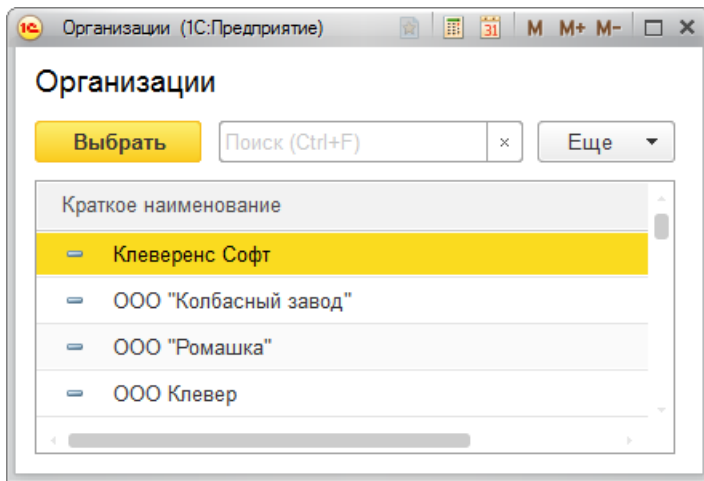 1С Организации (1С:Предприятие) 31 M M+ M-
Организации
Выбрать Поиск (Ctrl+F) × Еще
Краткое наименование
Клеверенс Софт
ООО "Колбасный завод"
ООО "Ромашка"
ООО Клевер